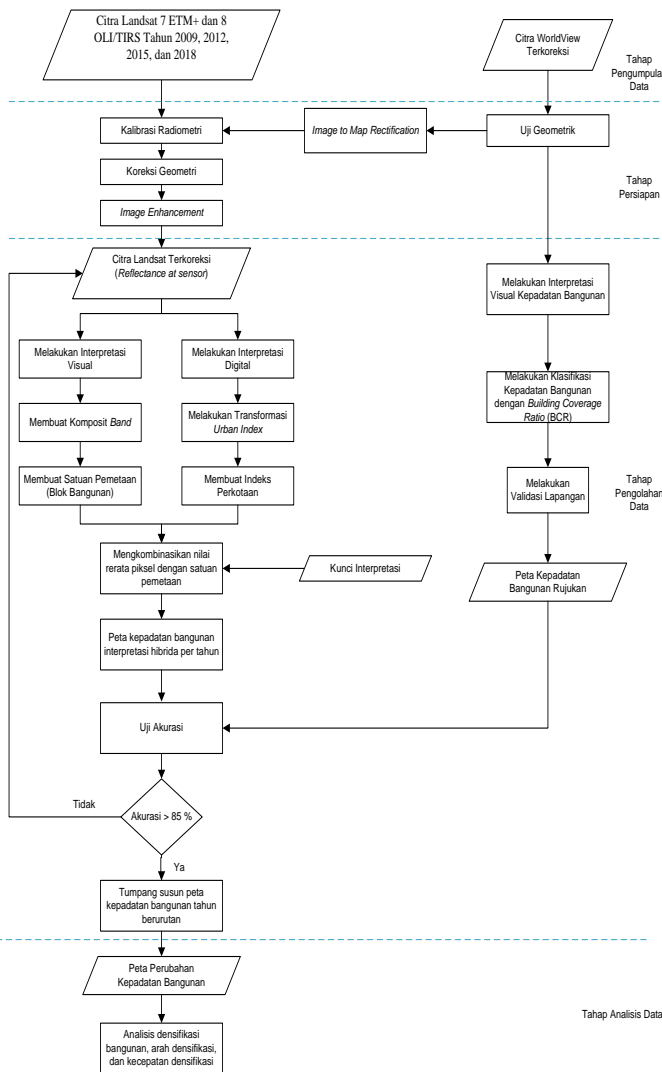 Citra Landsat 7 ETM+ dan 8
OLI/TIRS Tahun 2009, 2012,
2015, dan 2018
Citra WorldView
Terkoreksi
Tahap
Pengumpula
Data
Kalibrasi Radiometri
Image to Map Rectification
Uji Geometrik
Koreksi Geometri
Image Enhancement
Tahap
Persiapan
Citra Landsat Terkoreksi
(Reflectance at sensor)
Melakukan Interpretasi
Visual Kepadatan Bangunan
Melakukan Interpretasi
Visual
Melakukan Interpretasi
Digital
Membuat Komposit Band
Melakukan Transformasi
Urban Index
Melakukan Klasifikasi
Kepadatan Bangunan
dengan Building Coverage
Ratio (BCR)
Membuat Satuan Pemetaan
(Blok Bangunan)
Membuat Indeks
Perkotaan
Melakukan
Validasi Lapangan
Tahap
Pengolahan
Data
Mengkombinasikan nilai
rerata piksel dengan satuan
pemetaan
Kunci Interpretasi
Peta Kepadatan
Bangunan Rujukan
Peta kepadatan bangunan
interpretasi hibrida per tahun
Uji Akurasi
Tidak
Akurasi > 85 %
Ya
Tumpang susun peta
kepadatan bangunan tahun
berurutan
Peta Perubahan
Kepadatan Bangunan
Tahap Analisis Data
Analisis densifikasi
bangunan, arah densifikasi,
dan kecepatan densifikasi